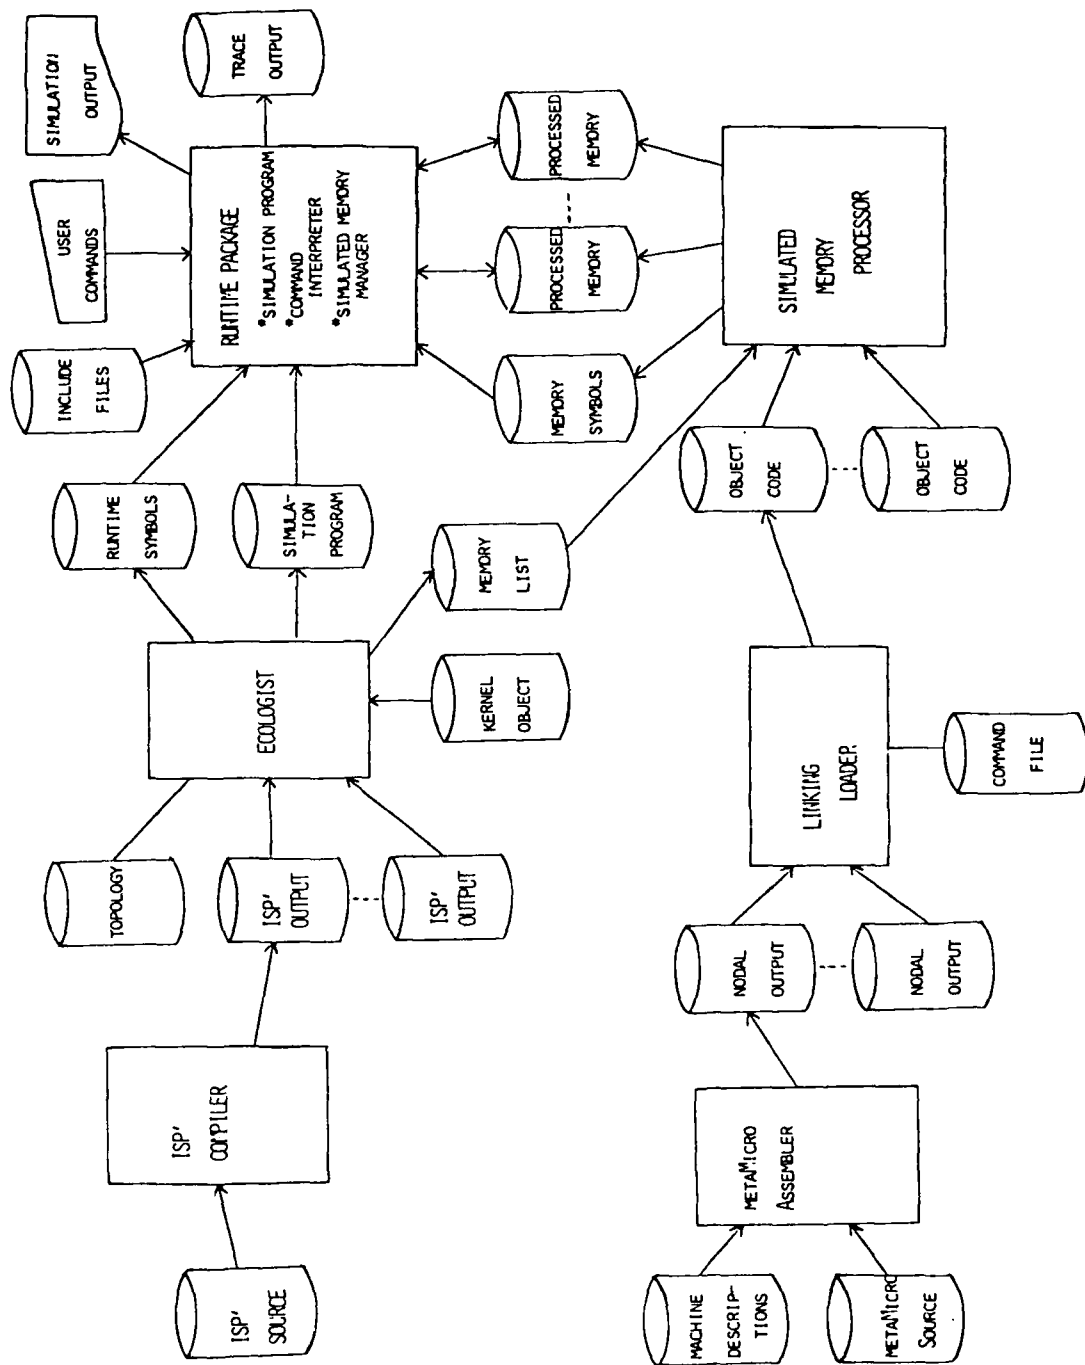 ISP'
SOURCE
ISP'
COMPILER
TOPOLOGY
ISP'
OUTPUT
ISP'
OUTPUT
ECOLOGIST
KERNEL
OBJECT
RUNTIME
SYMBOLS
SIMULA-
TION
PROGRAM
MEMORY
LIST
INCLUDE
FILES
USER
COMMANDS
SIMULATION
OUTPUT
TRACE
OUTPUT
RUNTIME PACKAGE
*SIMULATION PROGRAM
*COMMAND
INTERPRETER
*SIMULATED MEMORY
MANAGER
MEMORY
SYMBOLS
PROCESSED
MEMORY
PROCESSED
MEMORY
MACHINE
DESCRIP-
TIONS
METAMICRO
SOURCE
METAMICRO
ASSEMBLER
NODAL
OUTPUT
NODAL
OUTPUT
LINKING
LOADER
COMMAND
FILE
OBJECT
CODE
OBJECT
CODE
SIMULATED
MEMORY
PROCESSOR